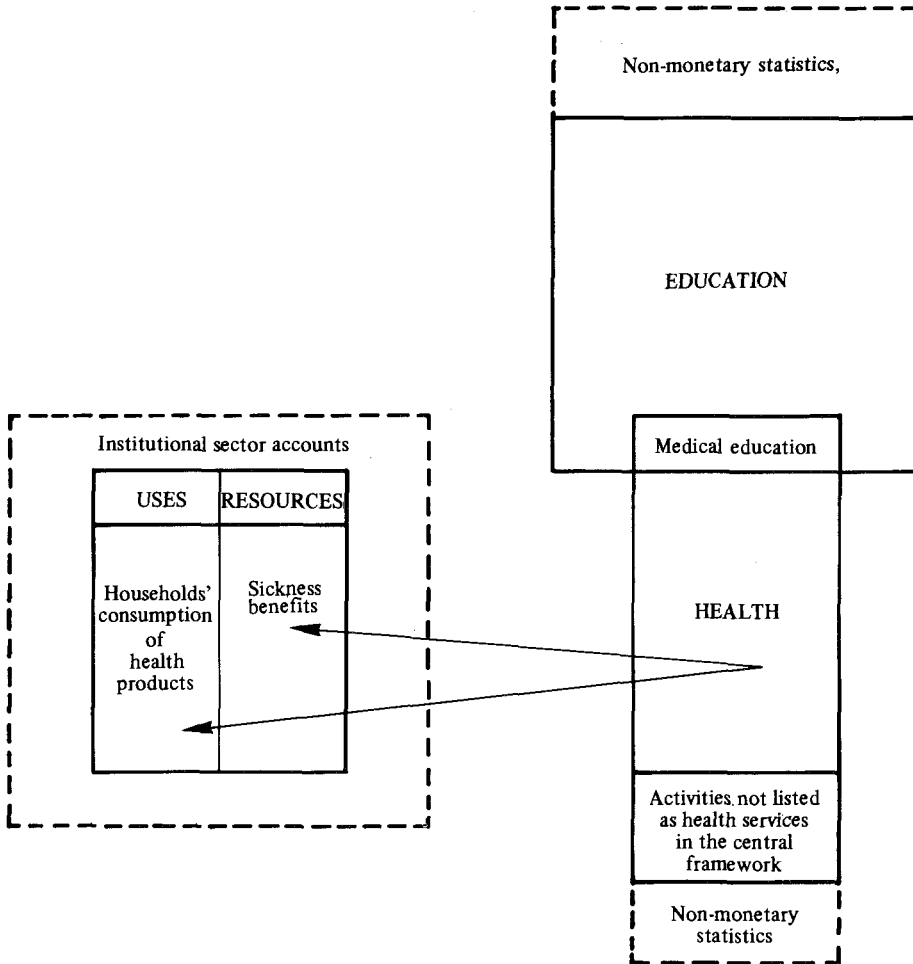 Non-monetary statistics,
EDUCATION
Medical education
Institutional sector accounts
USES
RESOURCES
Households'
consumption
of
health
products
Sickness
benefits
HEALTH
Activities not listed
as health services
in the central
framework
Non-monetary
statistics